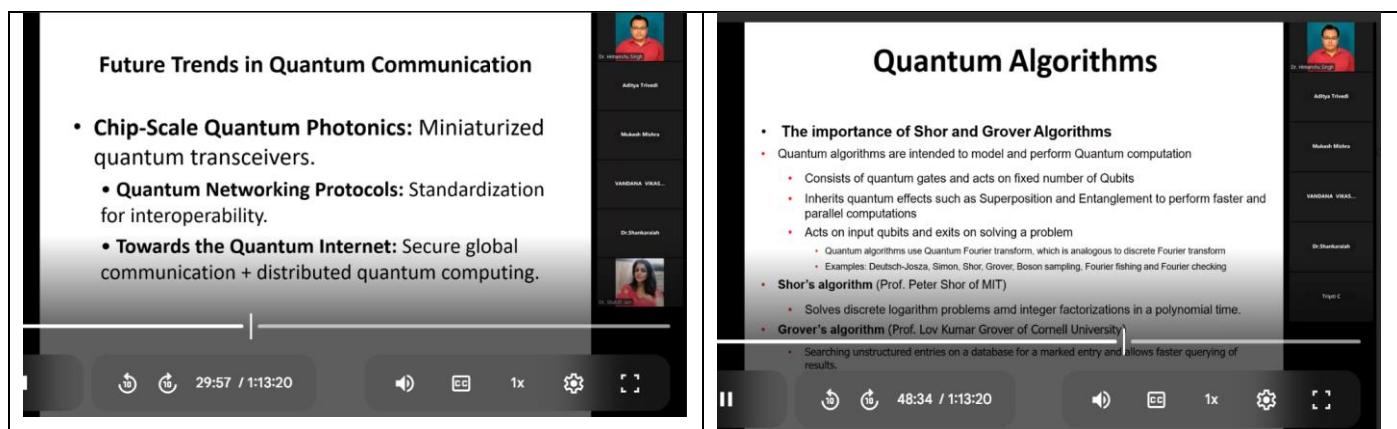 Future Trends in Quantum Communication
• Chip-Scale Quantum Photonics: Miniaturized
quantum transceivers.
• Quantum Networking Protocols: Standardization
for interoperability.
• Towards the Quantum Internet: Secure global
communication + distributed quantum computing.
Dr. Himanshu Singh
Aditya Trivedi
Mukesh Mishra
VANDANA VIKAS...
Dr.Shankaraiah
10
10
29:57 / 1:13:20
CC
1x
Quantum Algorithms
• The importance of Shor and Grover Algorithms
• Quantum algorithms are intended to model and perform Quantum computation
• Consists of quantum gates and acts on fixed number of Qubits
• Inherits quantum effects such as Superposition and Entanglement to perform faster and
parallel computations
• Acts on input qubits and exits on solving a problem
• Quantum algorithms use Quantum Fourier transform, which is analogous to discrete Fourier transform
• Examples: Deutsch-Josza, Simon, Shor, Grover, Boson sampling, Fourier fishing and Fourier checking
• Shor's algorithm (Prof. Peter Shor of MIT)
• Solves discrete logarithm problems amd integer factorizations in a polynomial time.
• Grover's algorithm (Prof. Lov Kumar Grover of Cornell University)
• Searching unstructured entries on a database for a marked entry and allows faster querying of
results.
Dr. Himanshu Singh
Aditya Trivedi
Mukesh Mishra
VANDANA VIKAS...
Dr.Shankaraiah
Tripti C
10
10
48:34 / 1:13:20
CC
1x